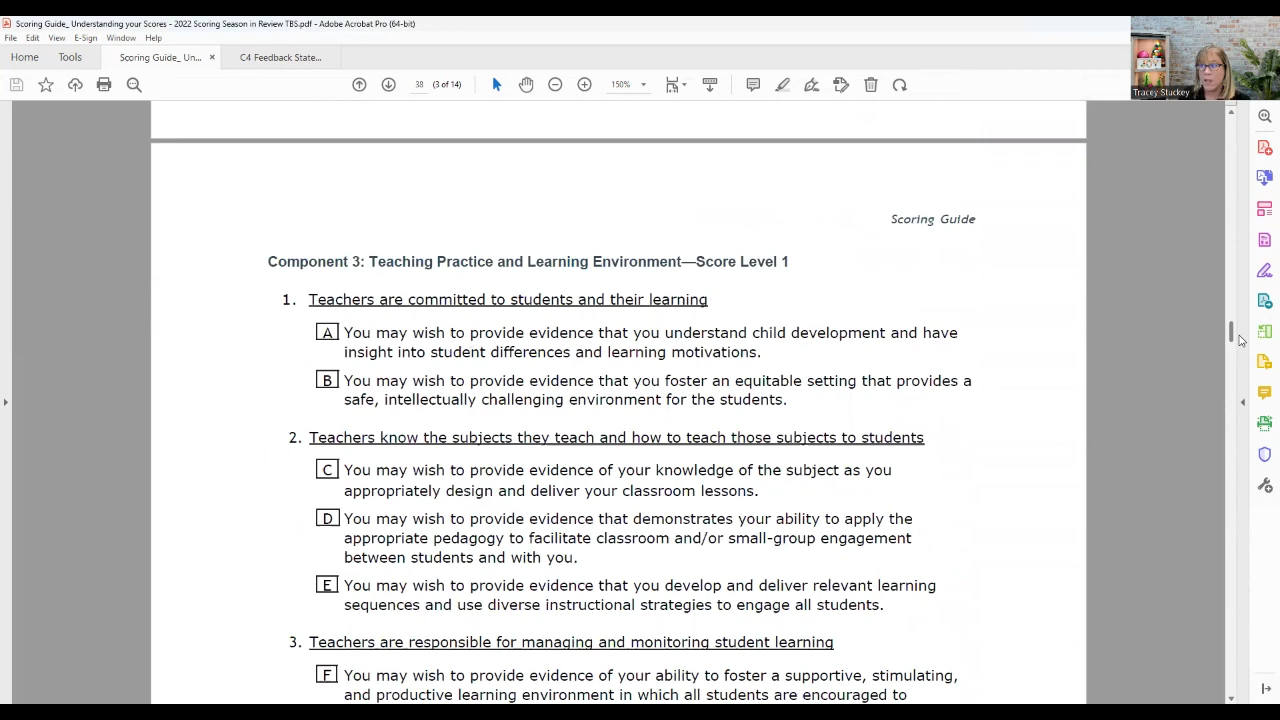 Scoring Guide_ Understanding your Scores - 2022 Scoring Season in Review TBS.pdf - Adobe Acrobat Pro (64-bit)
File Edit View E-Sign Window Help
Home Tools Scoring Guide_ Un... × C4 Feedback State...
38 (3 of 14) 150%
Tracey Stuckey
Scoring Guide
Component 3: Teaching Practice and Learning Environment—Score Level 1
1. Teachers are committed to students and their learning
A You may wish to provide evidence that you understand child development and have
insight into student differences and learning motivations.
B You may wish to provide evidence that you foster an equitable setting that provides a
safe, intellectually challenging environment for the students.
2. Teachers know the subjects they teach and how to teach those subjects to students
C You may wish to provide evidence of your knowledge of the subject as you
appropriately design and deliver your classroom lessons.
D You may wish to provide evidence that demonstrates your ability to apply the
appropriate pedagogy to facilitate classroom and/or small-group engagement
between students and with you.
E You may wish to provide evidence that you develop and deliver relevant learning
sequences and use diverse instructional strategies to engage all students.
3. Teachers are responsible for managing and monitoring student learning
F You may wish to provide evidence of your ability to foster a supportive, stimulating,
and productive learning environment in which all students are encouraged to